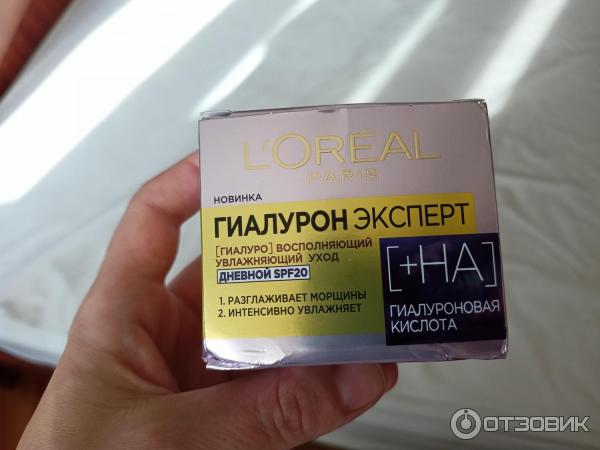 L'ORÉAL
PARIS
НОВИНКА
ГИАЛУРОН ЭКСПЕРТ
[ГИАЛУРО] ВОСПОЛНЯЮЩИЙ
УВЛАЖНЯЮЩИЙ УХОД
ДНЕВНОЙ SPF20
1. РАЗГЛАЖИВАЕТ МОРЩИНЫ
2. ИНТЕНСИВНО УВЛАЖНЯЕТ
[+HA]
ГИАЛУРОНОВАЯ
КИСЛОТА
ОТЗОВИК